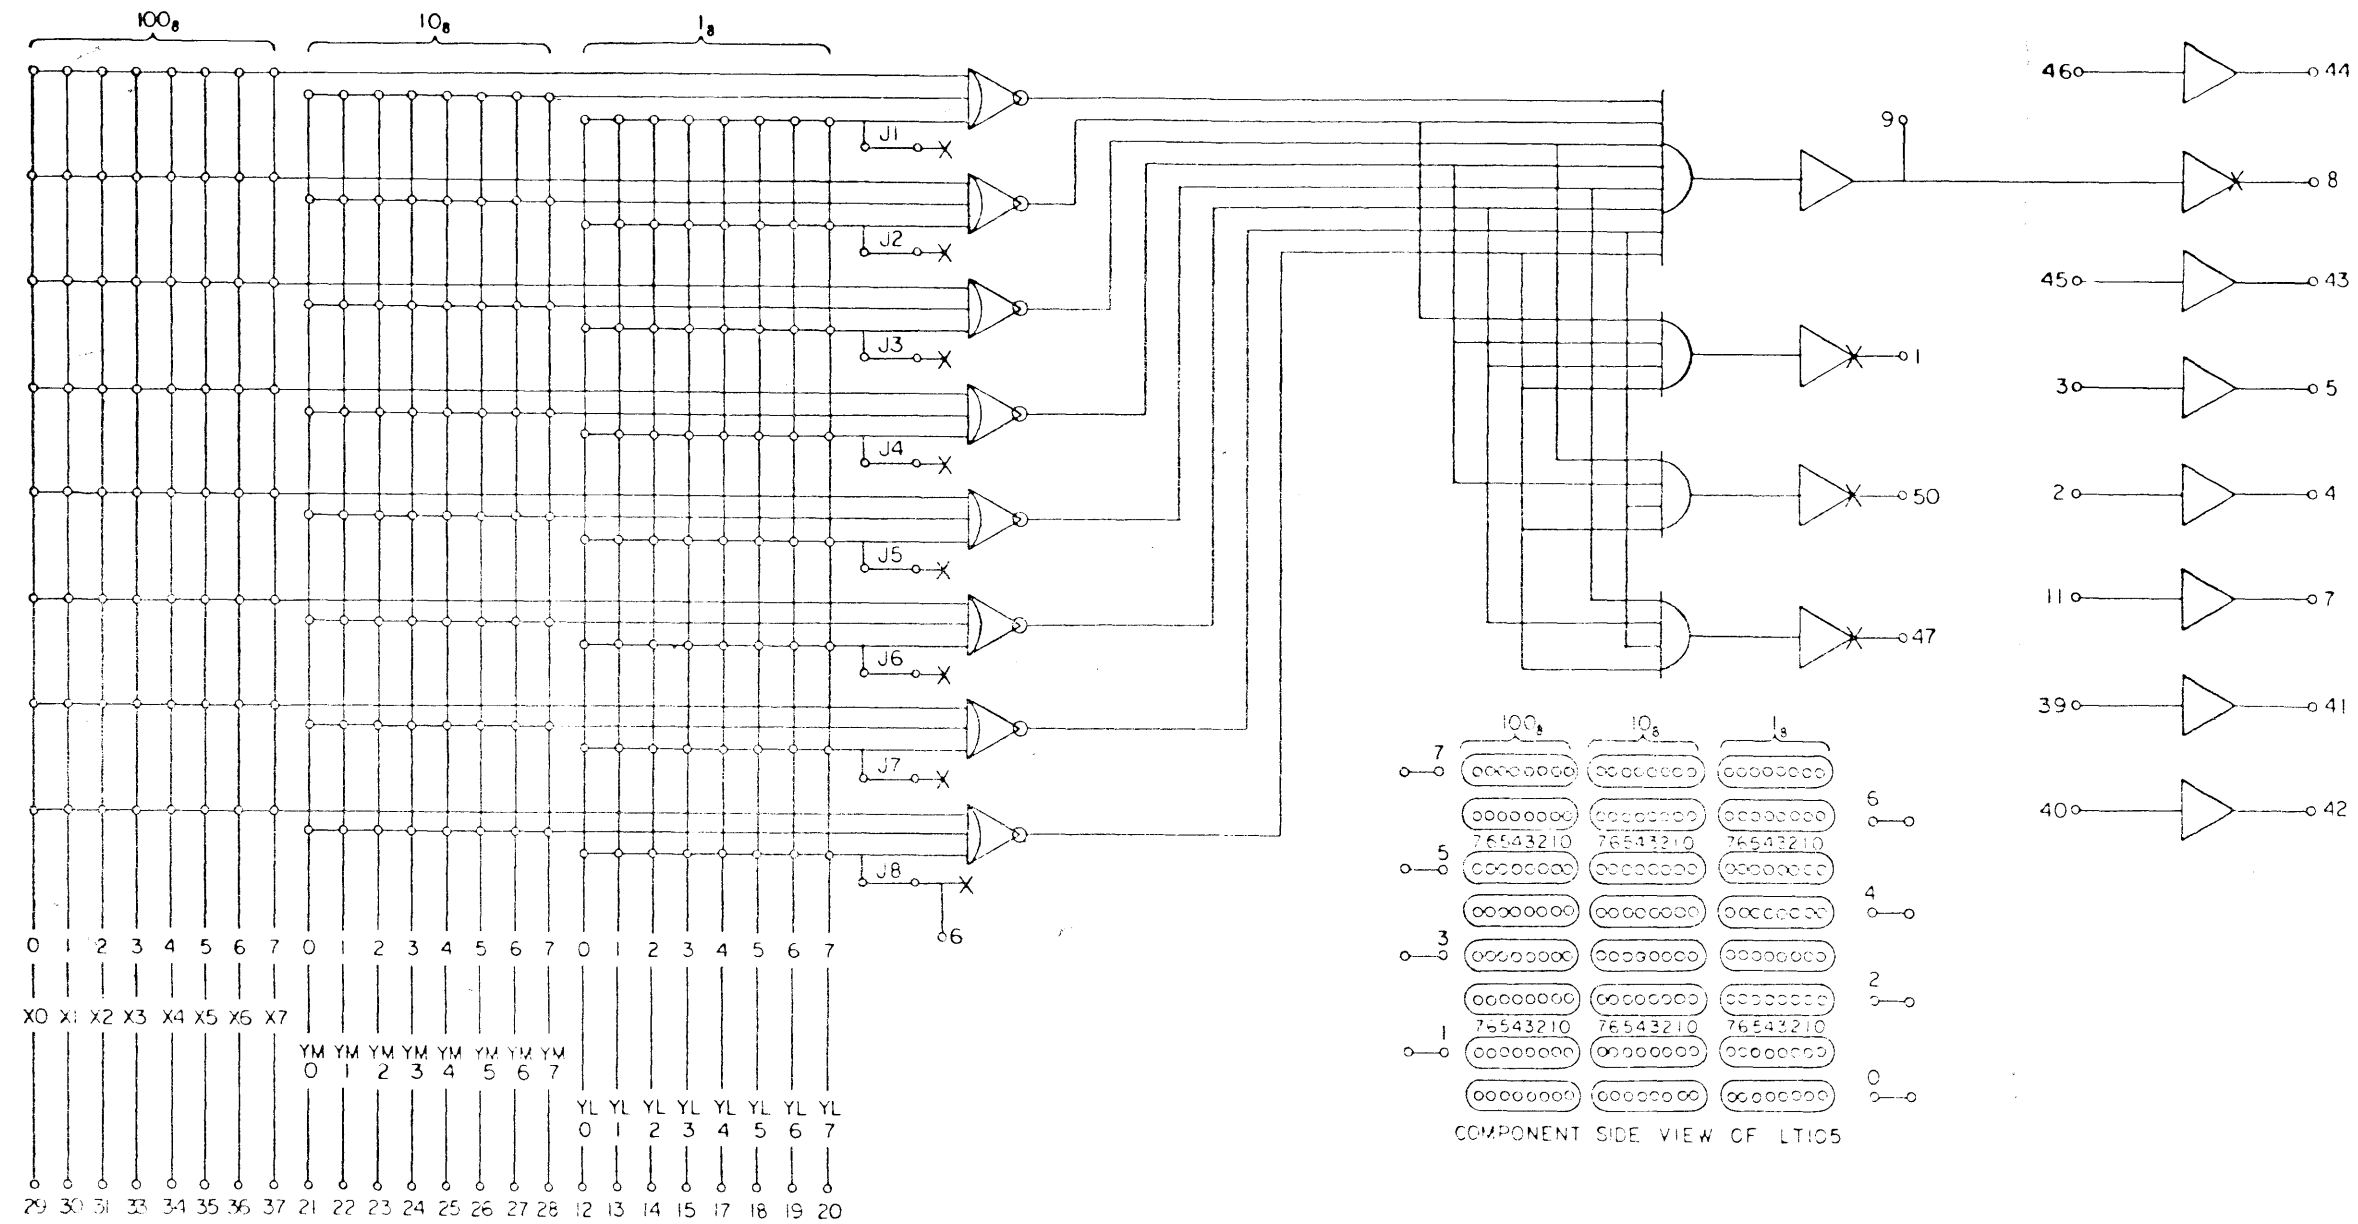 100₈ 10₈ 1₈
46 44
9
J1
8
J2
45 43
J3
1
3 5
J4
2 50 4
J5
11 7
J6
47
39 41
J7
40 42
J8
6
0 1 2 3 4 5 6 7 0 1 2 3 4 5 6 7 0 1 2 3 4 5 6 7
X0 X1 X2 X3 X4 X5 X6 X7
YM 0 YM 1 YM 2 YM 3 YM 4 YM 5 YM 6 YM 7
YL 0 YL 1 YL 2 YL 3 YL 4 YL 5 YL 6 YL 7
29 30 31 33 34 35 36 37 21 22 23 24 25 26 27 28 12 13 14 15 17 18 19 20
100₈ 10₈ 1₈
7
6
76543210 76543210 76543210
5
4
3
2
76543210 76543210 76543210
1
0
COMPONENT SIDE VIEW OF LT105